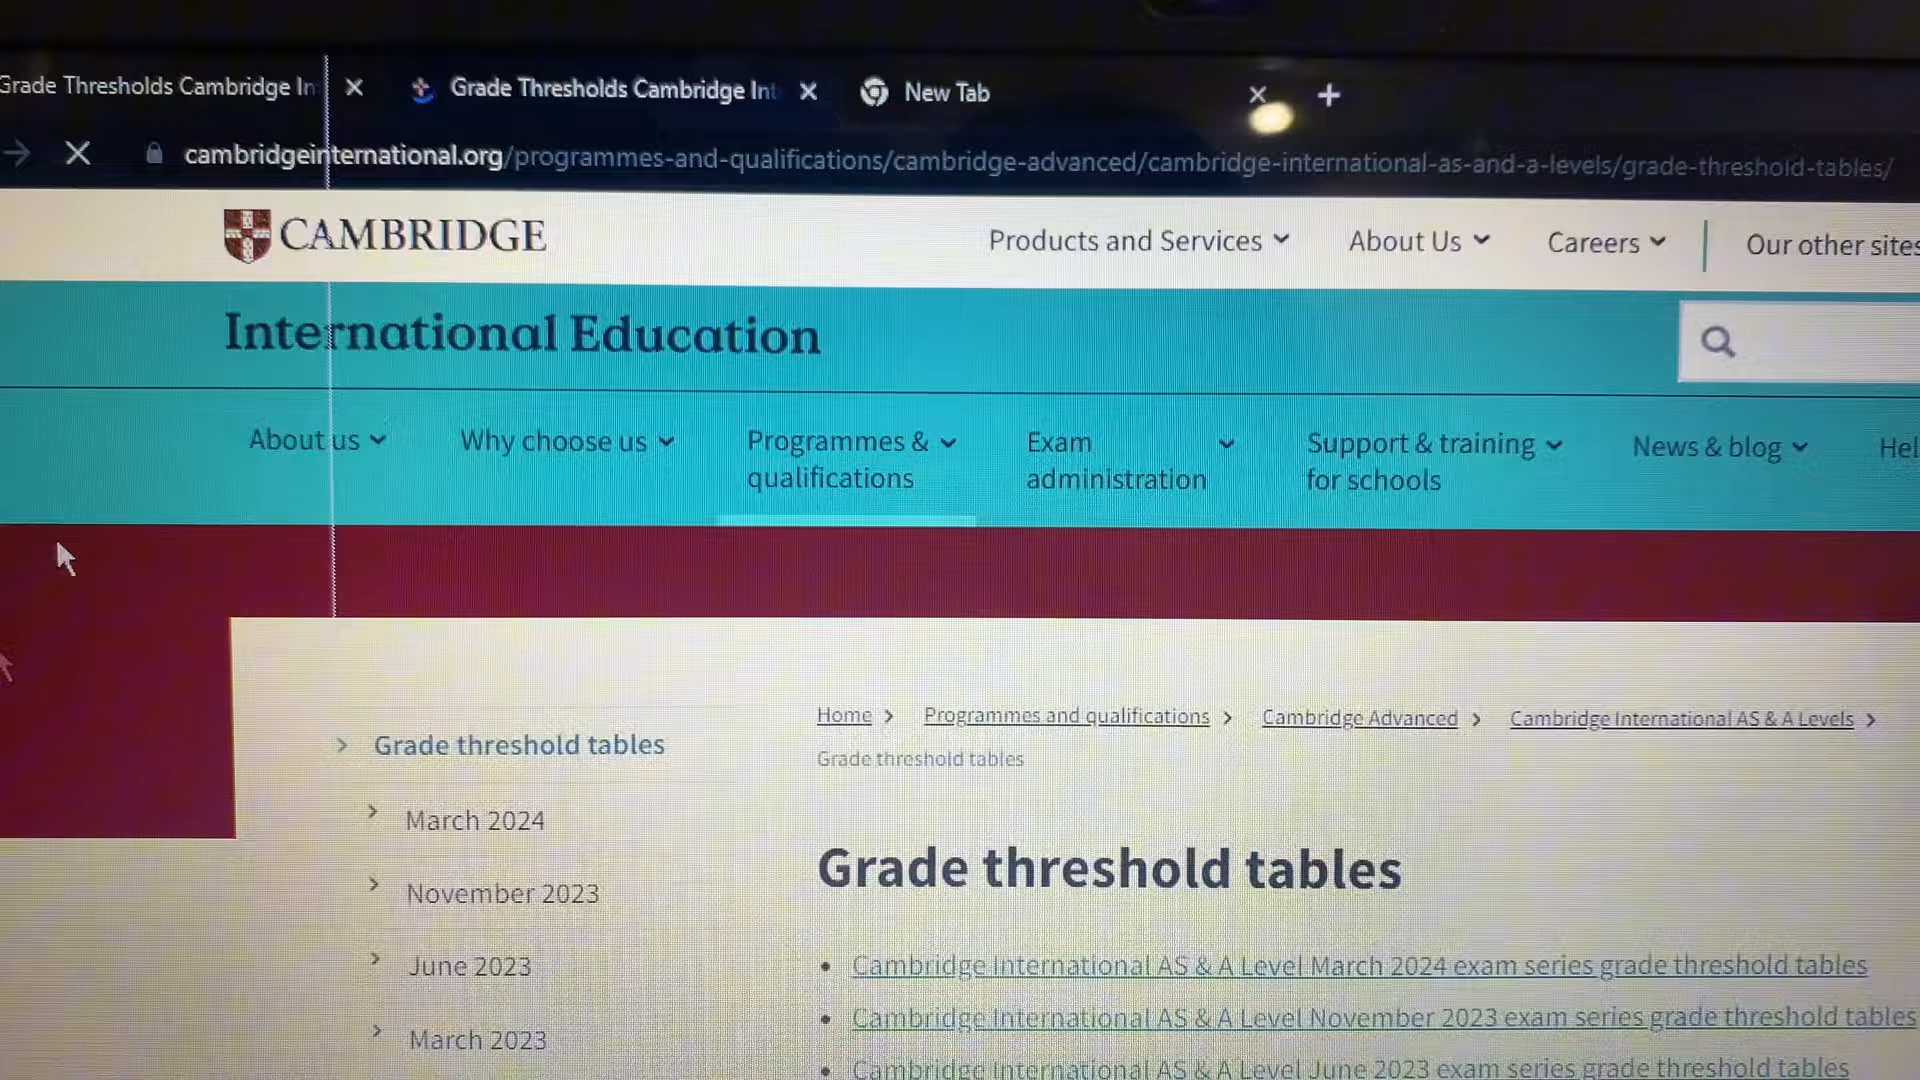 Grade Thresholds Cambridge In
Grade Thresholds Cambridge Int
New Tab
cambridgeinternational.org/programmes-and-qualifications/cambridge-advanced/cambridge-international-as-and-a-levels/grade-threshold-tables/
CAMBRIDGE
Products and Services
About Us
Careers
Our other sites
International Education
About us
Why choose us
Programmes &
qualifications
Exam
administration
Support & training
for schools
News & blog
Hel
Home > Programmes and qualifications > Cambridge Advanced > Cambridge International AS & A Levels >
Grade threshold tables
> Grade threshold tables
> March 2024
> November 2023
> June 2023
> March 2023
Grade threshold tables
• Cambridge International AS & A Level March 2024 exam series grade threshold tables
• Cambridge International AS & A Level November 2023 exam series grade threshold tables
• Cambridge International AS & A Level June 2023 exam series grade threshold tables